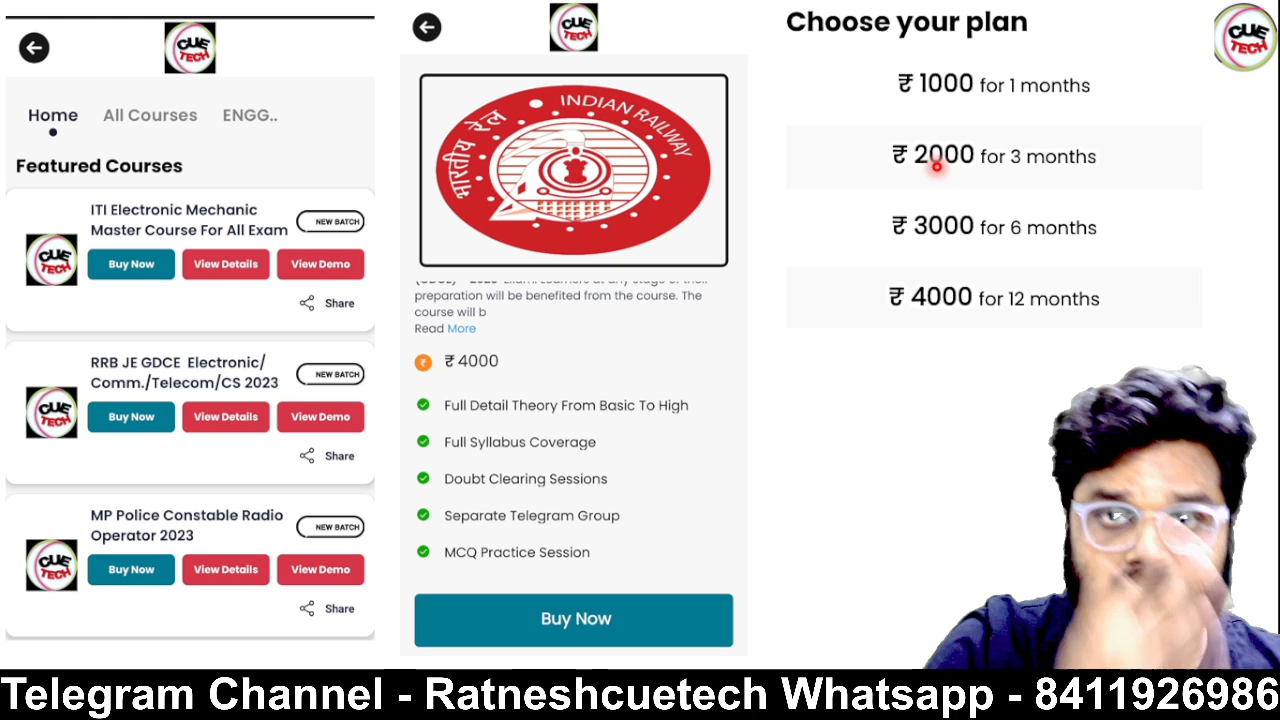 CUE
TECH
Home
All Courses
ENGG..
Featured Courses
CUE
TECH
ITI Electronic Mechanic
Master Course For All Exam
NEW BATCH
Buy Now
View Details
View Demo
Share
CUE
TECH
RRB JE GDCE Electronic/
Comm./Telecom/CS 2023
NEW BATCH
Buy Now
View Details
View Demo
Share
CUE
TECH
MP Police Constable Radio
Operator 2023
NEW BATCH
Buy Now
View Details
View Demo
Share
CUE
TECH
भारतीय रेल
INDIAN RAILWAY
preparation will be benefited from the course. The
course will b
Read More
₹ 4000
Full Detail Theory From Basic To High
Full Syllabus Coverage
Doubt Clearing Sessions
Separate Telegram Group
MCQ Practice Session
Buy Now
Choose your plan
CUE
TECH
₹ 1000 for 1 months
₹ 2000 for 3 months
₹ 3000 for 6 months
₹ 4000 for 12 months
Telegram Channel - Ratneshcuetech Whatsapp - 8411926986